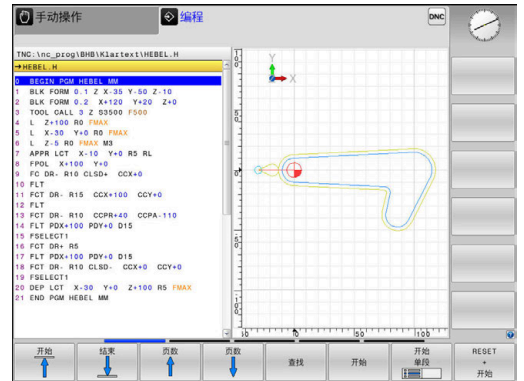 手动操作
编程
DNC
TNC:\nc_prog\BHB\Klartext\HEBEL.H
→HEBEL.H
0 BEGIN PGM HEBEL MM
1 BLK FORM 0.1 Z X-35 Y-50 Z-10
2 BLK FORM 0.2 X+120 Y+20 Z+0
3 TOOL CALL 3 Z S3500 F500
4 L Z+100 R0 FMAX
5 L X-30 Y+0 R0 FMAX
6 L Z-5 R0 FMAX M3
7 APPR LCT X-10 Y+0 R5 RL
8 FPOL X+100 Y+0
9 FC DR- R10 CLSD+ CCX+0
10 FLT
11 FCT DR- R15 CCX+100 CCY+0
12 FLT
13 FCT DR- R10 CCPR+40 CCPA-110
14 FLT PDX+100 PDY+0 D15
15 FSELECT1
16 FCT DR+ R5
17 FLT PDX+100 PDY+0 D15
18 FCT DR- R10 CLSD- CCX+0 CCY+0
19 FSELECT1
20 DEP LCT X-30 Y+0 Z+100 R5 FMAX
21 END PGM HEBEL MM
Y
X
50
100
开始
结束
页数
页数
查找
开始
开始
单段
RESET
+
开始